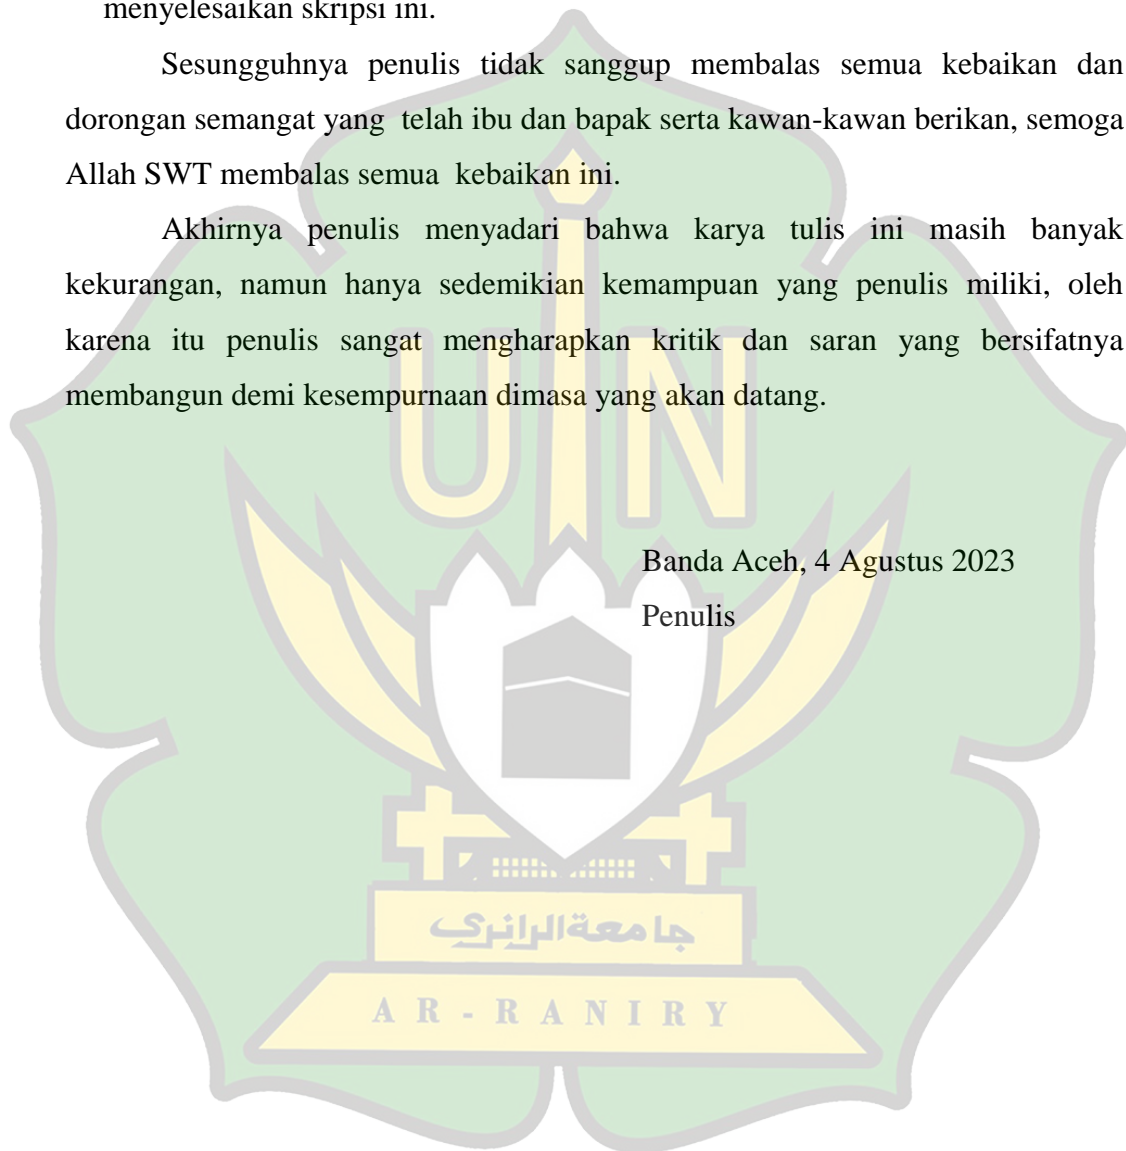 menyelesaikan skripsi ini.
Sesungguhnya penulis tidak sanggup membalas semua kebaikan dan
dorongan semangat yang telah ibu dan bapak serta kawan-kawan berikan, semoga
Allah SWT membalas semua kebaikan ini.
Akhirnya penulis menyadari bahwa karya tulis ini masih banyak
kekurangan, namun hanya sedemikian kemampuan yang penulis miliki, oleh
karena itu penulis sangat mengharapkan kritik dan saran yang bersifatnya
membangun demi kesempurnaan dimasa yang akan datang.
UIN
Banda Aceh, 4 Agustus 2023
Penulis
جامعةالرانري
AR-RANIRY